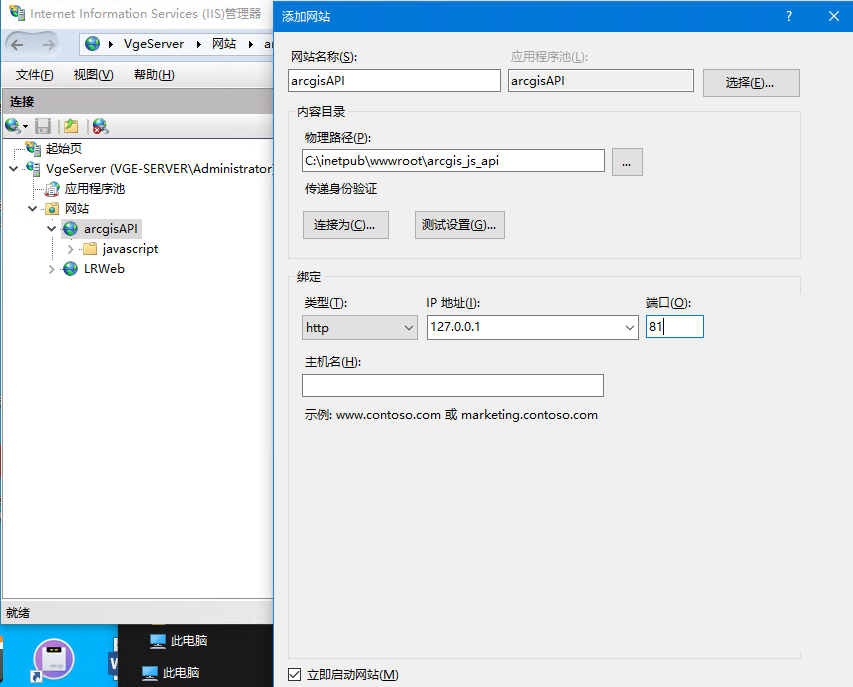 Internet Information Services (IIS)管理器
VgeServer 网站
文件(F) 视图(V) 帮助(H)
连接
起始页
VgeServer (VGE-SERVER\Administrator)
应用程序池
网站
arcgisAPI
javascript
LRWeb
就绪
此电脑
此电脑
添加网站
?
网站名称(S): 应用程序池(L):
arcgisAPI arcgisAPI 选择(E)...
内容目录
物理路径(P):
C:\inetpub\wwwroot\arcgis_js_api ...
传递身份验证
连接为(C)... 测试设置(G)...
绑定
类型(T): IP 地址(I): 端口(O):
http 127.0.0.1 81
主机名(H):
示例: www.contoso.com 或 marketing.contoso.com
立即启动网站(M)